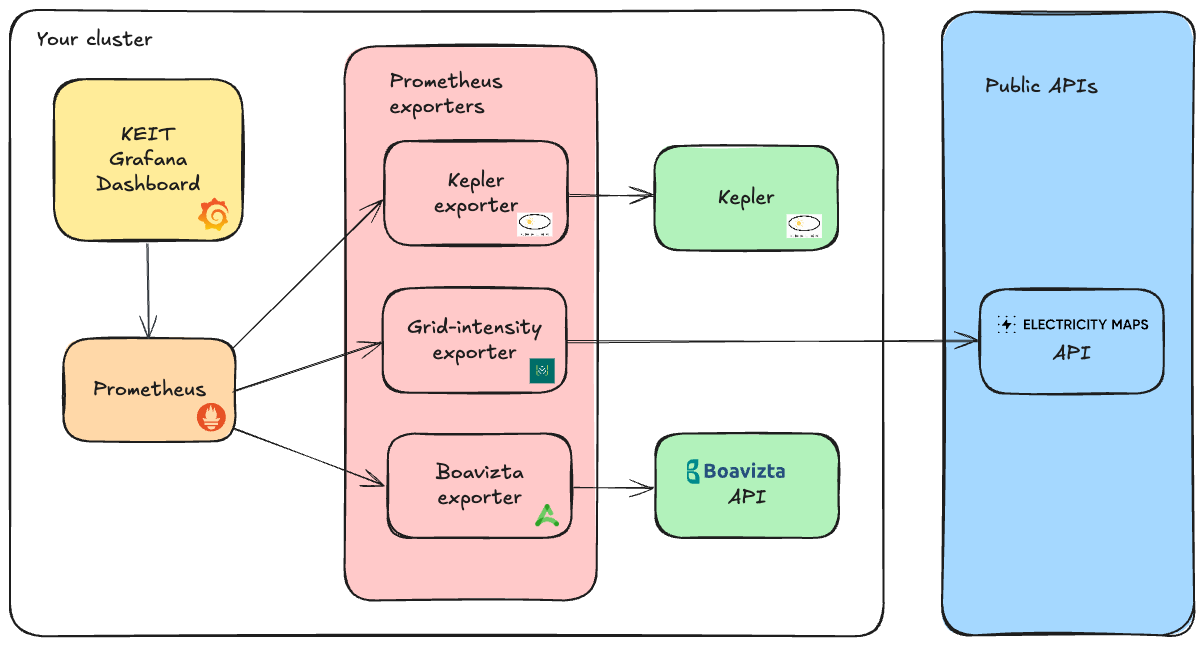 Your cluster
KEIT
Grafana
Dashboard
Prometheus
Prometheus
exporters
Kepler
exporter
Grid-intensity
exporter
Boavizta
exporter
Kepler
Boavizta
API
Public APIs
ELECTRICITY MAPS
API